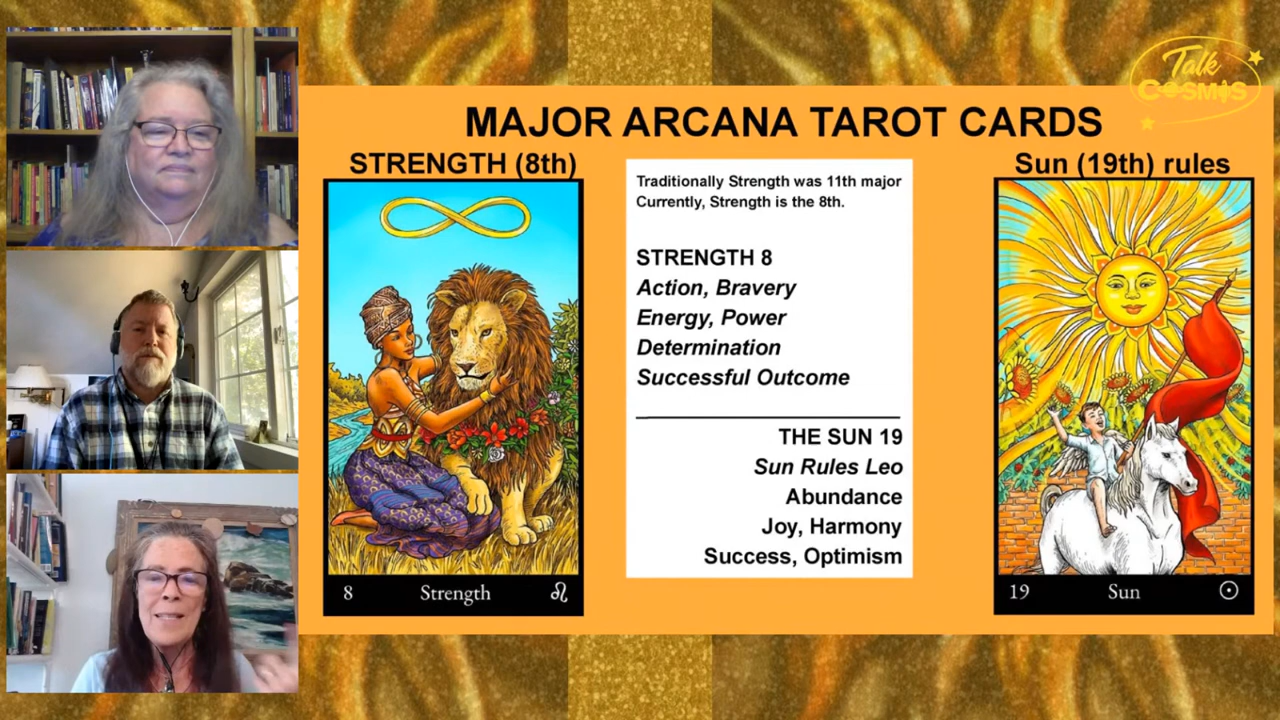 Talk
COSMOS
MAJOR ARCANA TAROT CARDS
STRENGTH (8th)
Sun (19th) rules
Traditionally Strength was 11th major
Currently, Strength is the 8th.
STRENGTH 8
Action, Bravery
Energy, Power
Determination
Successful Outcome
THE SUN 19
Sun Rules Leo
Abundance
Joy, Harmony
Success, Optimism
8 Strength ♌
19 Sun ☉